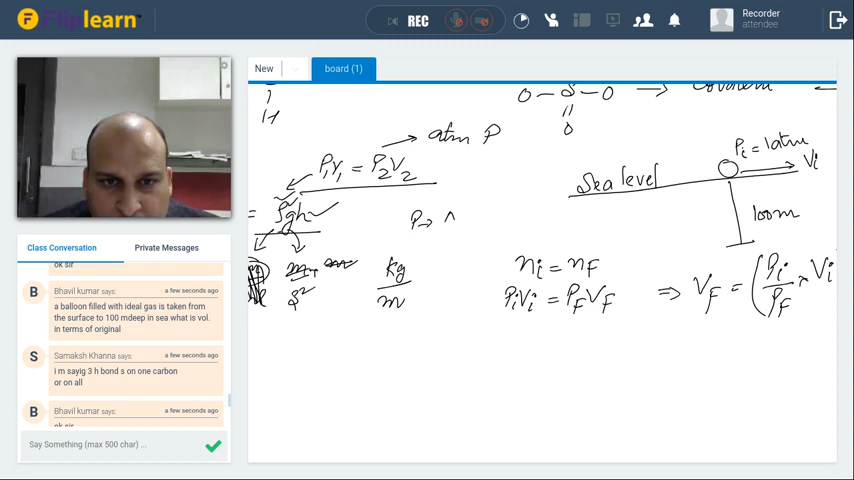 Fliplearn
REC
Recorder
attendee
New
board (1)
Class Conversation
Private Messages
ok sir
B
Bhavil kumar says:
a few seconds ago
a balloon filled with ideal gas is taken from
the surface to 100 mdeep in sea what is vol.
in terms of original
S
Samaksh Khanna says:
a few seconds ago
i m sayig 3 h bond s on one carbon
or on all
B
Bhavil kumar says:
a few seconds ago
ok sir
Say Something (max 500 char) ...
H
O - S - O ⇒ Covalent
O
→ atm P
P₁V₁ = P₂V₂
= ρgh
P →
kg
m
Sea level
Pi = 1 atm
Vi
100m
ni = nF
PiVi = PFVF ⇒ VF = (Pi/PF × Vi